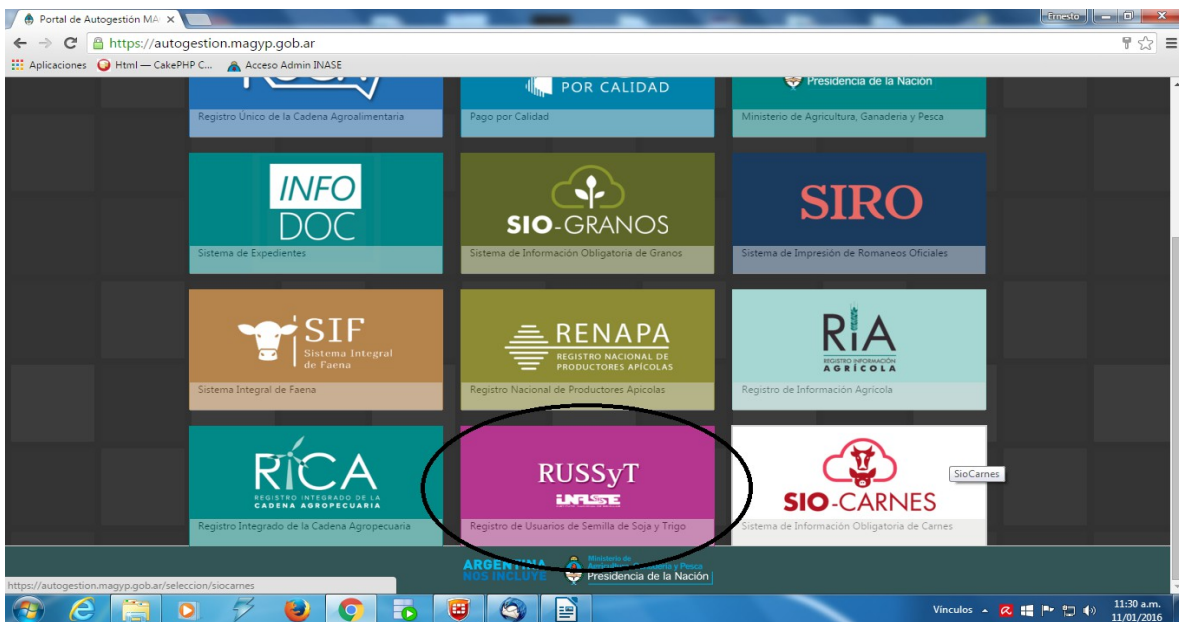 Portal de Autogestión MA
Ernesto
https://autogestion.magyp.gob.ar
Aplicaciones
Html — CakePHP C...
Acceso Admin INASE
POR CALIDAD
Presidencia de la Nación
Registro Único de la Cadena Agroalimentaria
Pago por Calidad
Ministerio de Agricultura, Ganaderia y Pesca
INFO
DOC
SIO-GRANOS
SIRO
Sistema de Expedientes
Sistema de Información Obligatoria de Granos
Sistema de Impresión de Romaneos Oficiales
SIF
Sistema Integral
de Faena
RENAPA
REGISTRO NACIONAL DE
PRODUCTORES APÍCOLAS
RIA
REGISTRO INFORMACIÓN
AGRÍCOLA
Sistema Integral de Faena
Registro Nacional de Productores Apicolas
Registro de Información Agricola
RICA
REGISTRO INTEGRADO DE LA
CADENA AGROPECUARIA
RUSSyT
INASE
SIO-CARNES
SioCarnes
Registro Integrado de la Cadena Agropecuaria
Registro de Usuarios de Semilla de Soja y Trigo
Sistema de Información Obligatoria de Carnes
ARGENTINA
NOS INCLUYE
Ministerio de
Agricultura, Ganadería y Pesca
Presidencia de la Nación
https://autogestion.magyp.gob.ar/seleccion/siocarnes
Vínculos
11:30 a.m.
11/01/2016